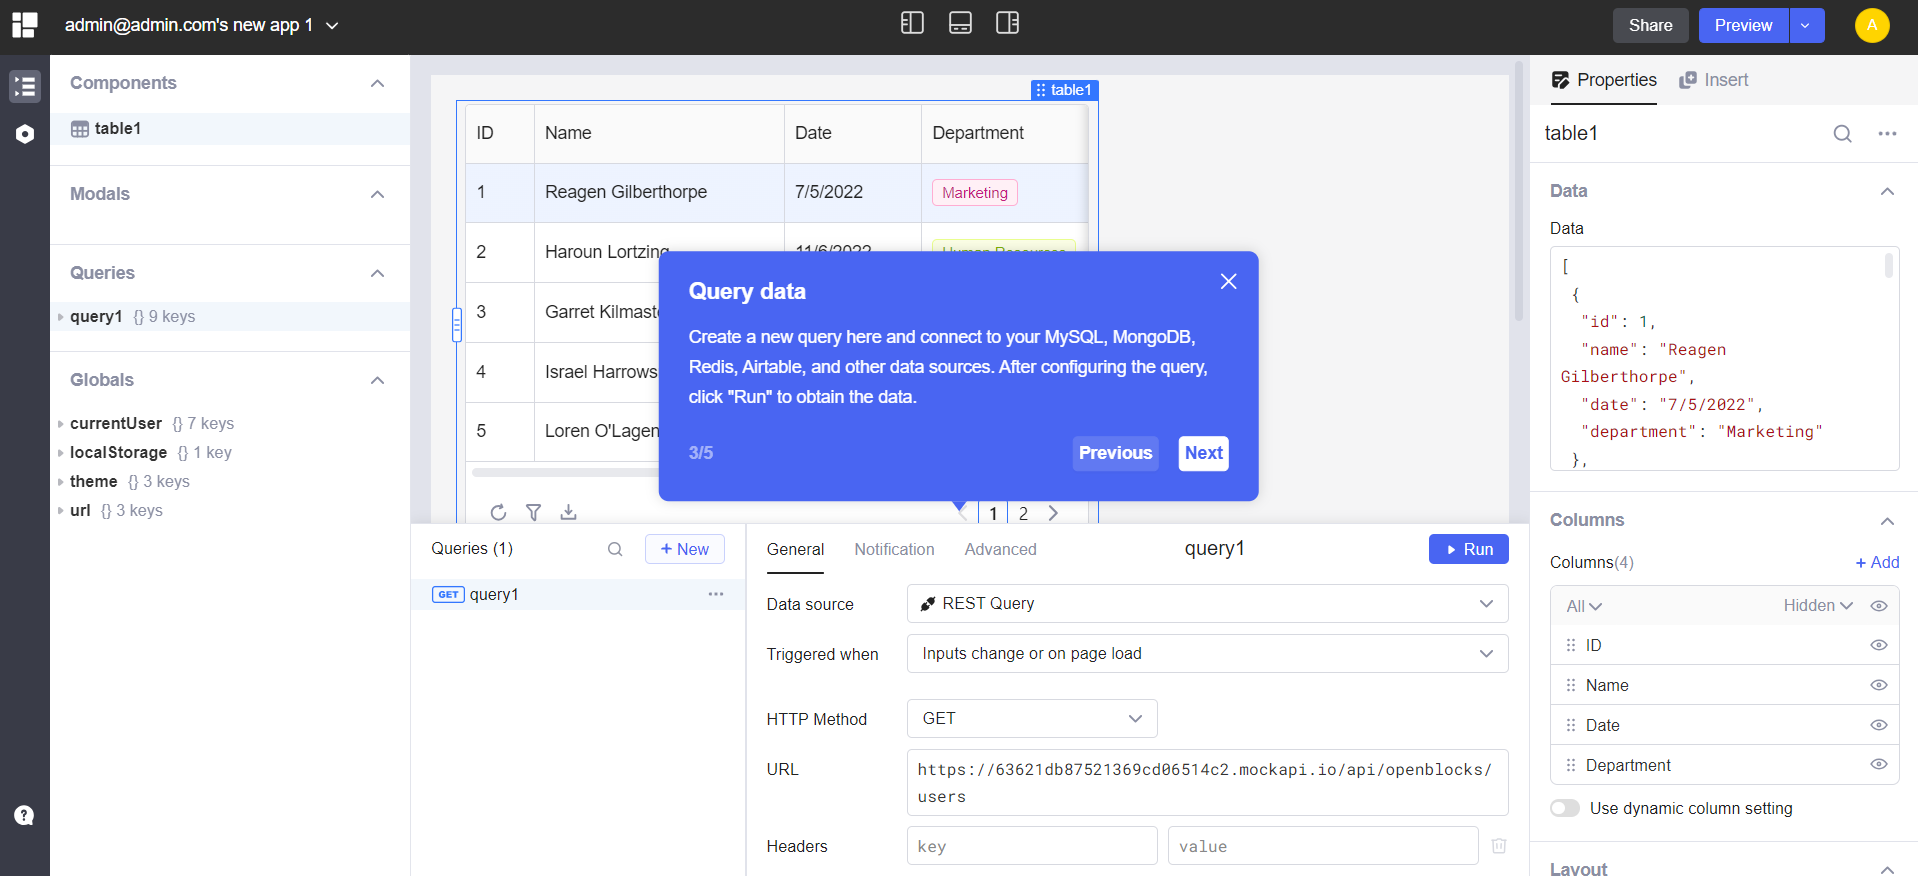 admin@admin.com's new app 1
Share
Preview
A
Components
table1
Modals
Queries
query1 {} 9 keys
Globals
currentUser {} 7 keys
localStorage {} 1 key
theme {} 3 keys
url {} 3 keys
table1
ID Name Date Department
1 Reagen Gilberthorpe 7/5/2022 Marketing
2 Haroun Lortzing 11/6/2022 Human Resources
3 Garret Kilmast
4 Israel Harrows
5 Loren O'Lagen
1 2
Query data
Create a new query here and connect to your MySQL, MongoDB,
Redis, Airtable, and other data sources. After configuring the query,
click "Run" to obtain the data.
3/5
Previous
Next
Queries (1)
+ New
GET query1
General Notification Advanced
query1
Run
Data source
REST Query
Triggered when
Inputs change or on page load
HTTP Method
GET
URL
https://63621db87521369cd06514c2.mockapi.io/api/openblocks/
users
Headers
key
value
Properties
Insert
table1
Data
Data
[
{
"id": 1,
"name": "Reagen
Gilberthorpe",
"date": "7/5/2022",
"department": "Marketing"
},
Columns
Columns(4)
+ Add
All
Hidden
ID
Name
Date
Department
Use dynamic column setting
Layout